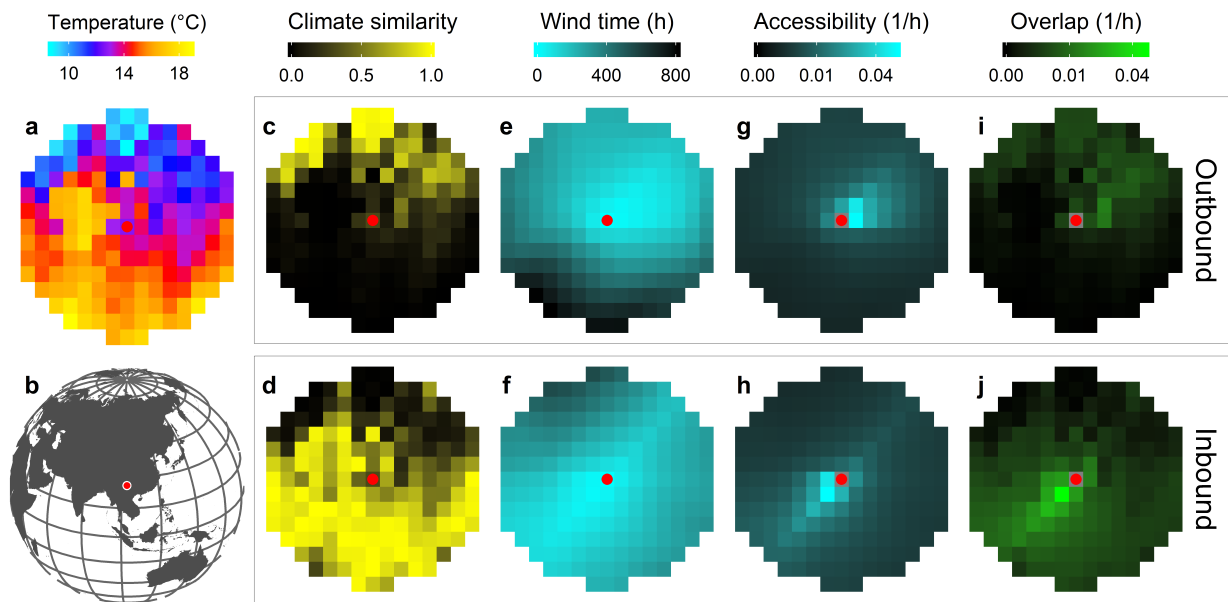 Temperature (°C)
10 14 18
Climate similarity
0.0 0.5 1.0
Wind time (h)
0 400 800
Accessibility (1/h)
0.00 0.01 0.04
Overlap (1/h)
0.00 0.01 0.04
a
c
e
g
i
Outbound
b
d
f
h
j
Inbound